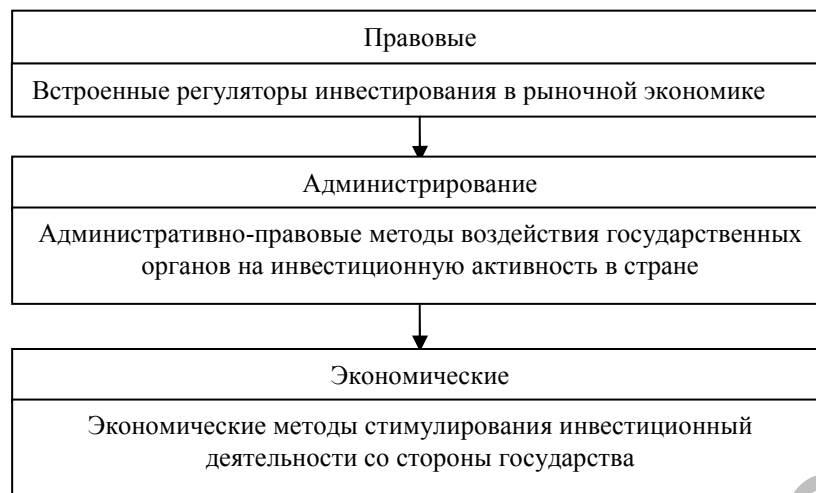 Правовые
Встроенные регуляторы инвестирования в рыночной экономике
Администрирование
Административно-правовые методы воздействия государственных
органов на инвестиционную активность в стране
Экономические
Экономические методы стимулирования инвестиционный
деятельности со стороны государства